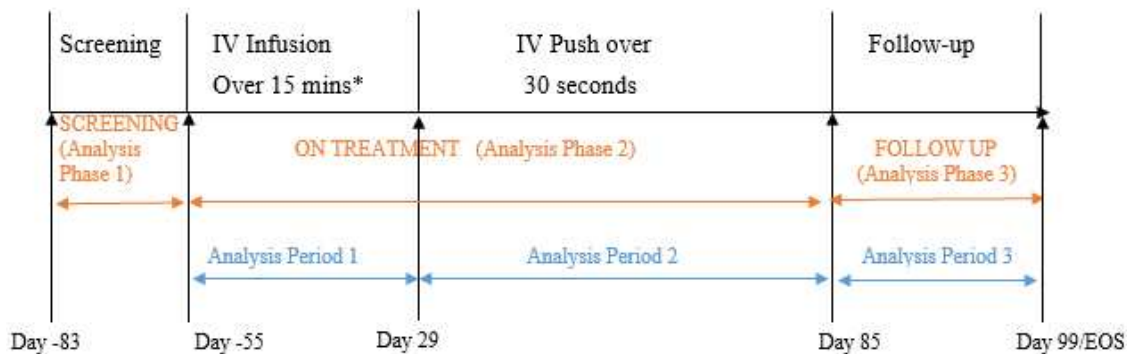 Screening
IV Infusion
Over 15 mins*
IV Push over
30 seconds
Follow-up
SCREENING
(Analysis
Phase 1)
ON TREATMENT (Analysis Phase 2)
FOLLOW UP
(Analysis Phase 3)
Analysis Period 1
Analysis Period 2
Analysis Period 3
Day -83
Day -55
Day 29
Day 85
Day 99/EOS